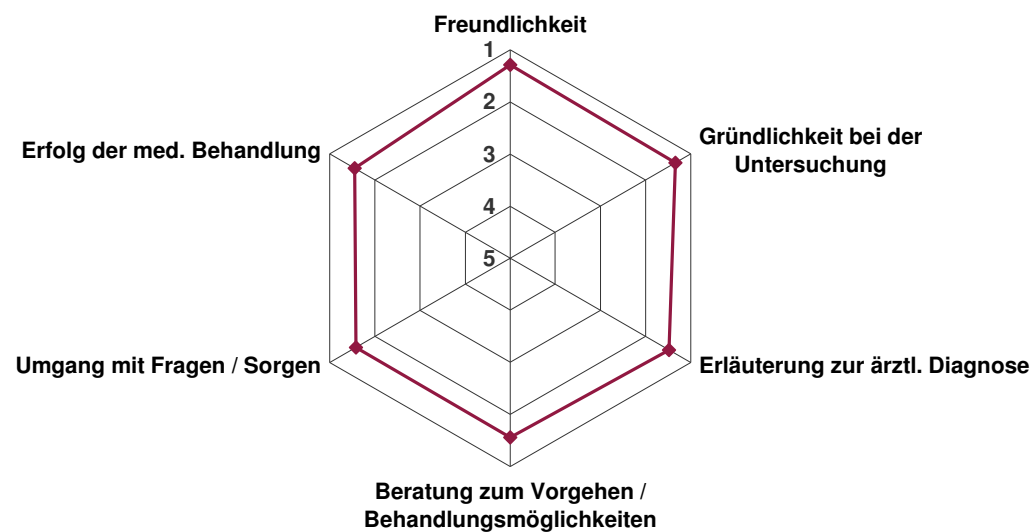 Freundlichkeit
1
2
Gründlichkeit bei der
Untersuchung
Erfolg der med. Behandlung
3
4
5
Umgang mit Fragen / Sorgen
Erläuterung zur ärztl. Diagnose
Beratung zum Vorgehen /
Behandlungsmöglichkeiten